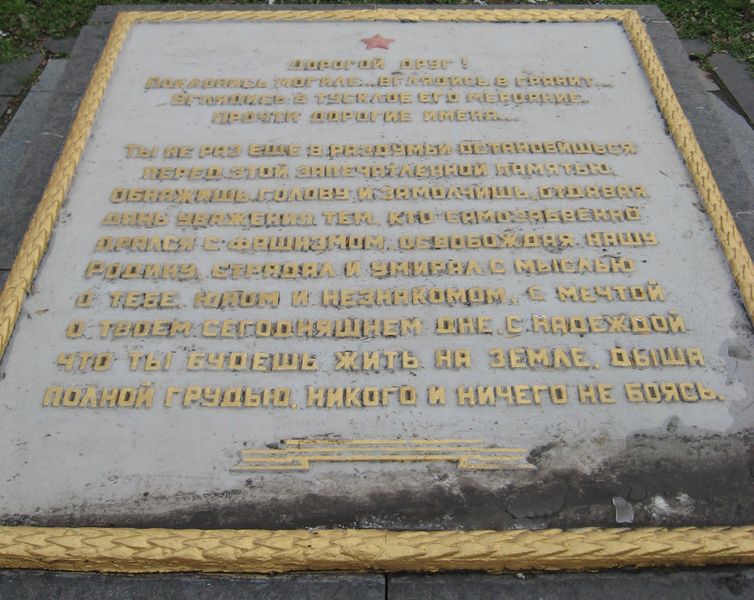 ДОРОГОЙ ДРУГ!
ПОКЛОНИСЬ МОГИЛЕ... ВГЛЯДИСЬ В ГРАНИТ...
ВГЛЯДИСЬ В ТУСКЛОЕ ЕГО МЕРЦАНИЕ.
ПРОЧТИ ДОРОГИЕ ИМЕНА...
ТЫ НЕ РАЗ ЕЩЕ В РАЗДУМЬИ ОСТАНОВИШЬСЯ
ПЕРЕД ЭТОЙ ЗАПЕЧАТЛЕННОЙ ПАМЯТЬЮ,
ОБНАЖИШЬ ГОЛОВУ И ЗАМОЛЧИШЬ, ОТДАВАЯ
ДАНЬ УВАЖЕНИЯ ТЕМ, КТО САМОЗАБВЕННО
ДРАЛСЯ С ФАШИЗМОМ, ОСВОБОЖДАЯ НАШУ
РОДИНУ, СТРАДАЛ И УМИРАЛ С МЫСЛЬЮ
О ТЕБЕ, ЮНОМ И НЕЗНАКОМОМ, С МЕЧТОЙ
О ТВОЕМ СЕГОДНЯШНЕМ ДНЕ, С НАДЕЖДОЙ
ЧТО ТЫ БУДЕШЬ ЖИТЬ НА ЗЕМЛЕ, ДЫША
ПОЛНОЙ ГРУДЬЮ, НИКОГО И НИЧЕГО НЕ БОЯСЬ.